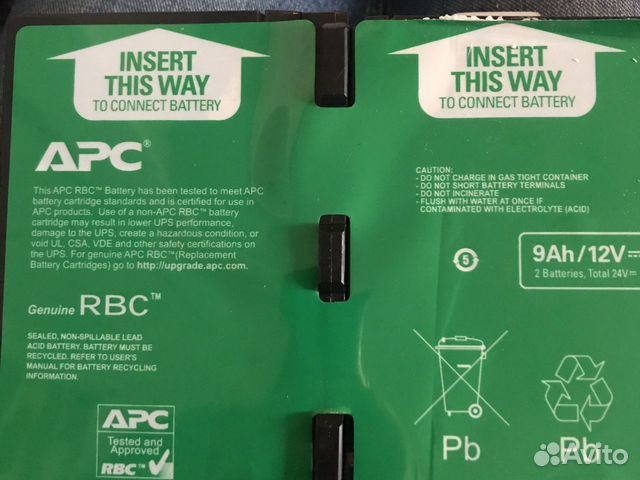 INSERT
THIS WAY
TO CONNECT BATTERY
APC®
This APC RBC™ Battery has been tested to meet APC
battery cartridge standards and is certified for use in
APC products. Use of a non-APC RBC™ battery
cartridge may result in lower UPS performance,
damage to the UPS, create a hazardous condition, or
void UL, CSA, VDE and other safety certifications on
the UPS. For genuine APC RBC™(Replacement
Battery Cartridges) go to http://upgrade.apc.com.
Genuine RBC™
SEALED, NON-SPILLABLE LEAD
ACID BATTERY. BATTERY MUST BE
RECYCLED. REFER TO USER'S
MANUAL FOR BATTERY RECYCLING
INFORMATION.
APC
Tested and
Approved
RBC™
INSERT
THIS WAY
TO CONNECT BATTERY
CAUTION:
- DO NOT CHARGE IN GAS TIGHT CONTAINER
- DO NOT SHORT BATTERY TERMINALS
- DO NOT INCINERATE
- FLUSH WITH WATER AT ONCE IF
CONTAMINATED WITH ELECTROLYTE (ACID)
5
9Ah/12V
2 Batteries, Total 24V
Pb
Pb
Avito